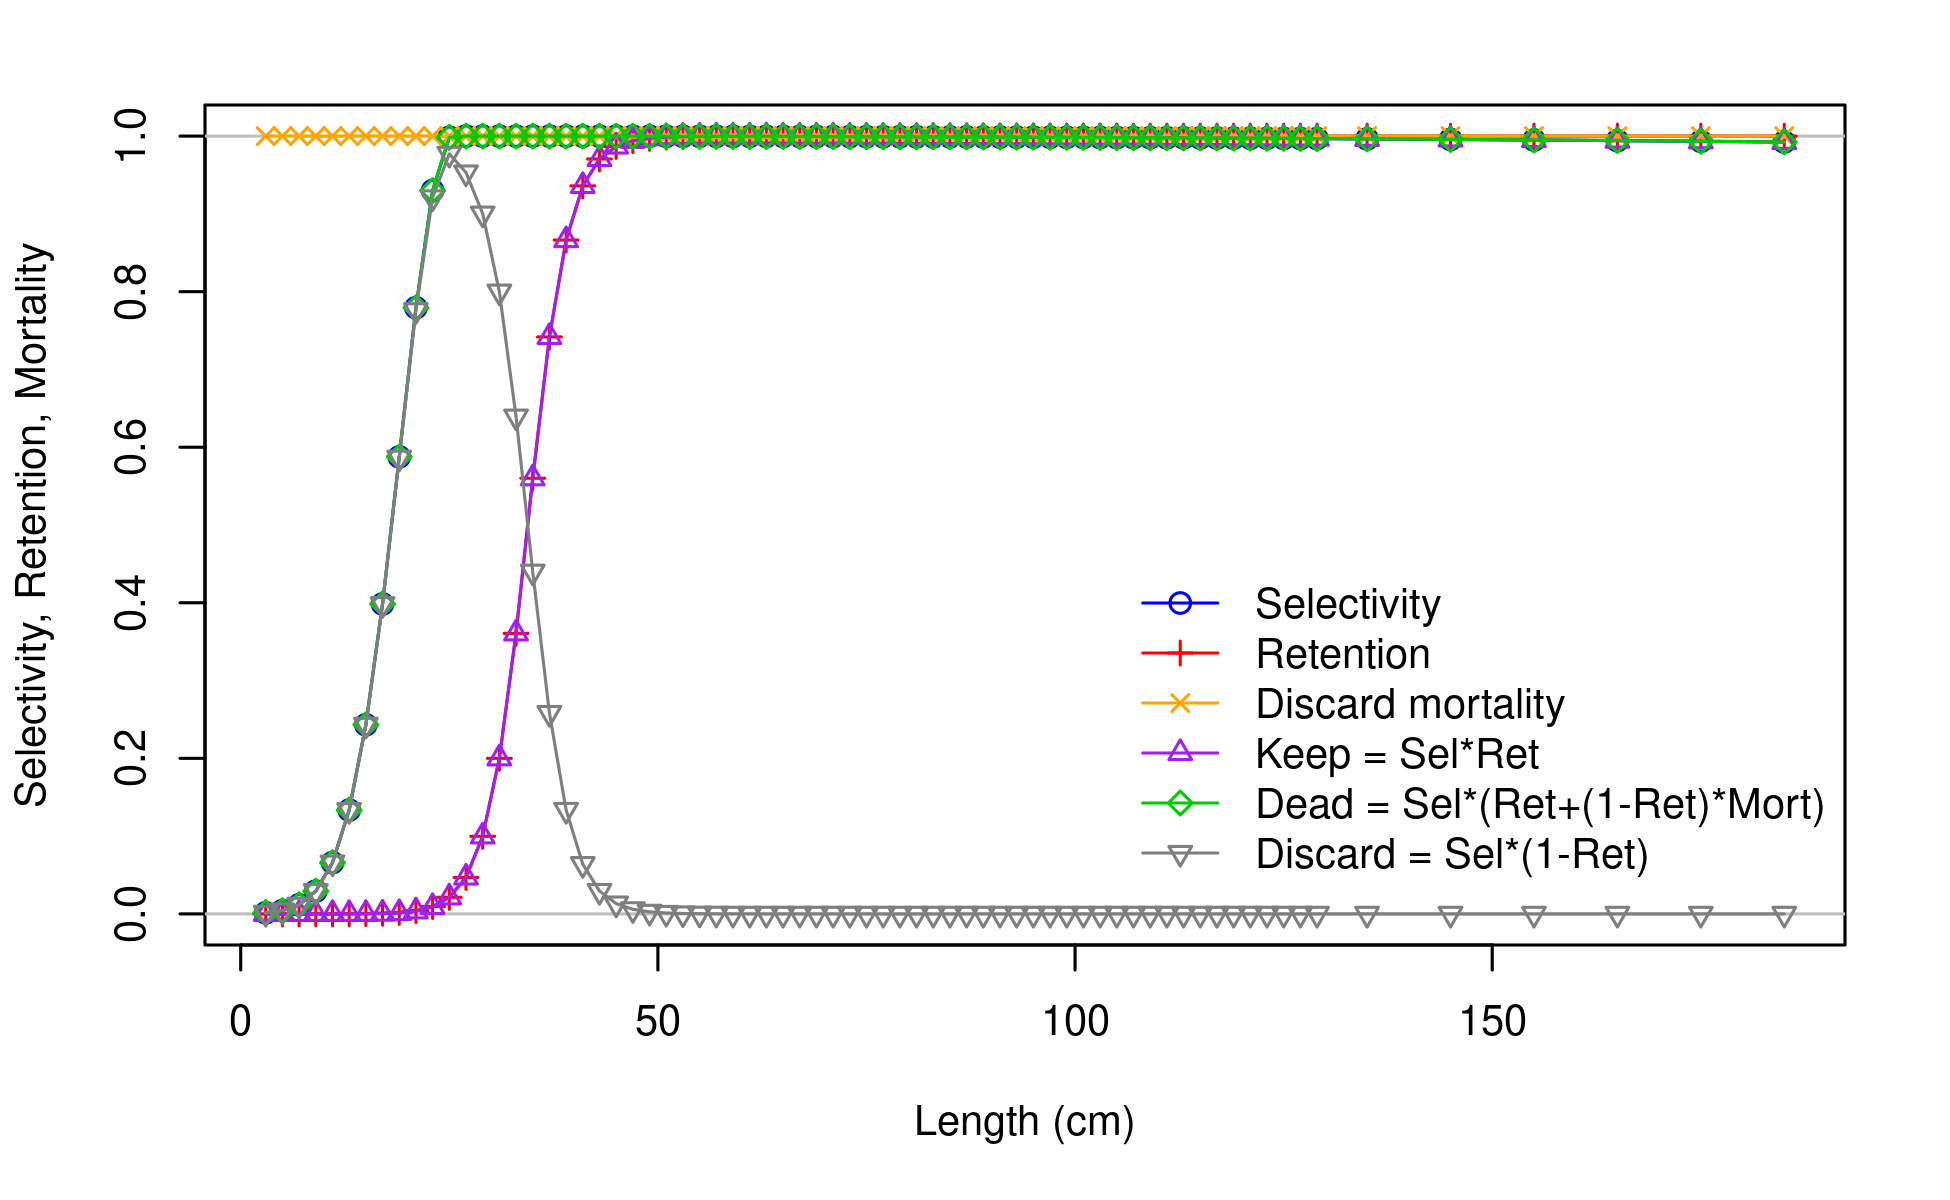 Selectivity, Retention, Mortality
1.0
0.8
0.6
0.4
0.2
0.0
Selectivity
Retention
Discard mortality
Keep = Sel*Ret
Dead = Sel*(Ret+(1-Ret)*Mort)
Discard = Sel*(1-Ret)
0 50 100 150
Length (cm)